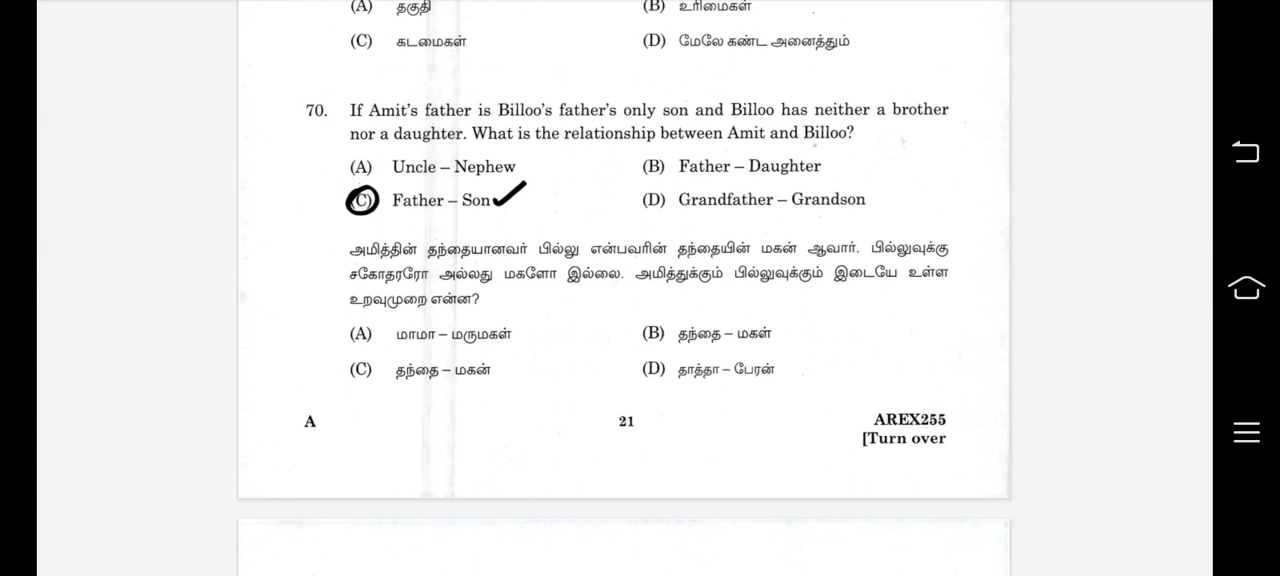 (A) தகுதி (B) உரிமைகள்
(C) கடமைகள் (D) மேலே கண்ட அனைத்தும்
70. If Amit's father is Billoo's father's only son and Billoo has neither a brother
nor a daughter. What is the relationship between Amit and Billoo?
(A) Uncle – Nephew (B) Father – Daughter
(C) Father – Son (D) Grandfather – Grandson
அமித்தின் தந்தையானவர் பில்லு என்பவரின் தந்தையின் மகன் ஆவார். பில்லுவுக்கு
சகோதரரோ அல்லது மகளோ இல்லை. அமித்துக்கும் பில்லுவுக்கும் இடையே உள்ள
உறவுமுறை என்ன?
(A) மாமா – மருமகள் (B) தந்தை – மகள்
(C) தந்தை – மகன் (D) தாத்தா – பேரன்
A 21 AREX255
[Turn over